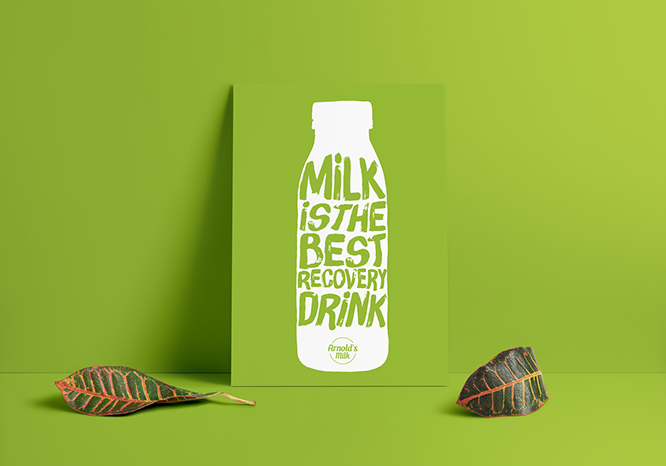 MiLK
iS THE
BEST
RECOVERY
DRiNK
Arnold's
Milk